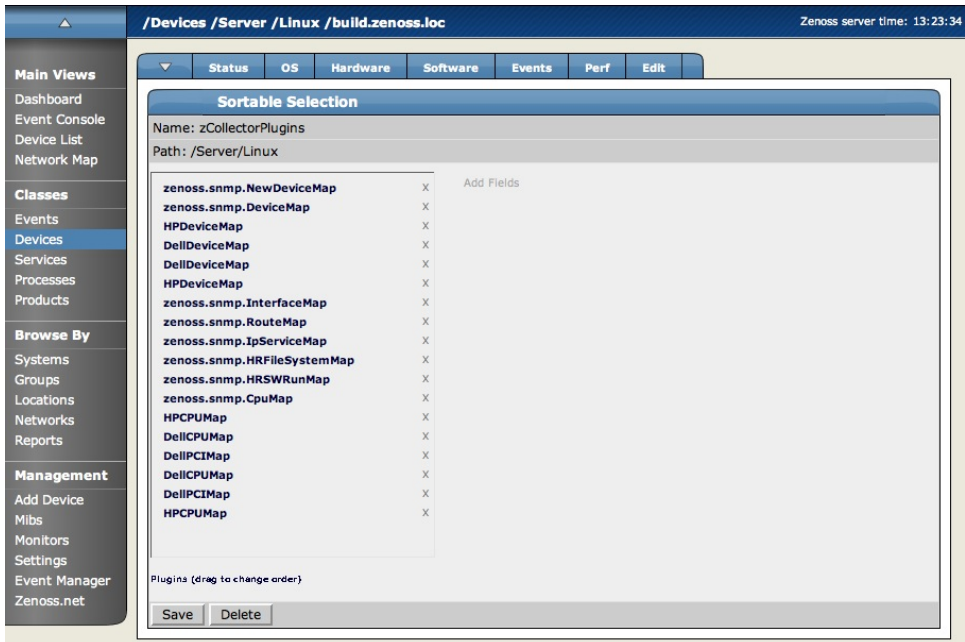 /Devices /Server /Linux /build.zenoss.loc
Zenoss server time: 13:23:34
Main Views
Dashboard
Event Console
Device List
Network Map
Classes
Events
Devices
Services
Processes
Products
Browse By
Systems
Groups
Locations
Networks
Reports
Management
Add Device
Mibs
Monitors
Settings
Event Manager
Zenoss.net
Status OS Hardware Software Events Perf Edit
Sortable Selection
Name: zCollectorPlugins
Path: /Server/Linux
zenoss.snmp.NewDeviceMap X
zenoss.snmp.DeviceMap X
HPDeviceMap X
DellDeviceMap X
DellDeviceMap X
HPDeviceMap X
zenoss.snmp.InterfaceMap X
zenoss.snmp.RouteMap X
zenoss.snmp.IpServiceMap X
zenoss.snmp.HRFileSystemMap X
zenoss.snmp.HRSWRunMap X
zenoss.snmp.CpuMap X
HPCPUMap X
DellCPUMap X
DellPCIMap X
DellCPUMap X
DellPCIMap X
HPCPUMap X
Add Fields
Plugins (drag to change order)
Save Delete